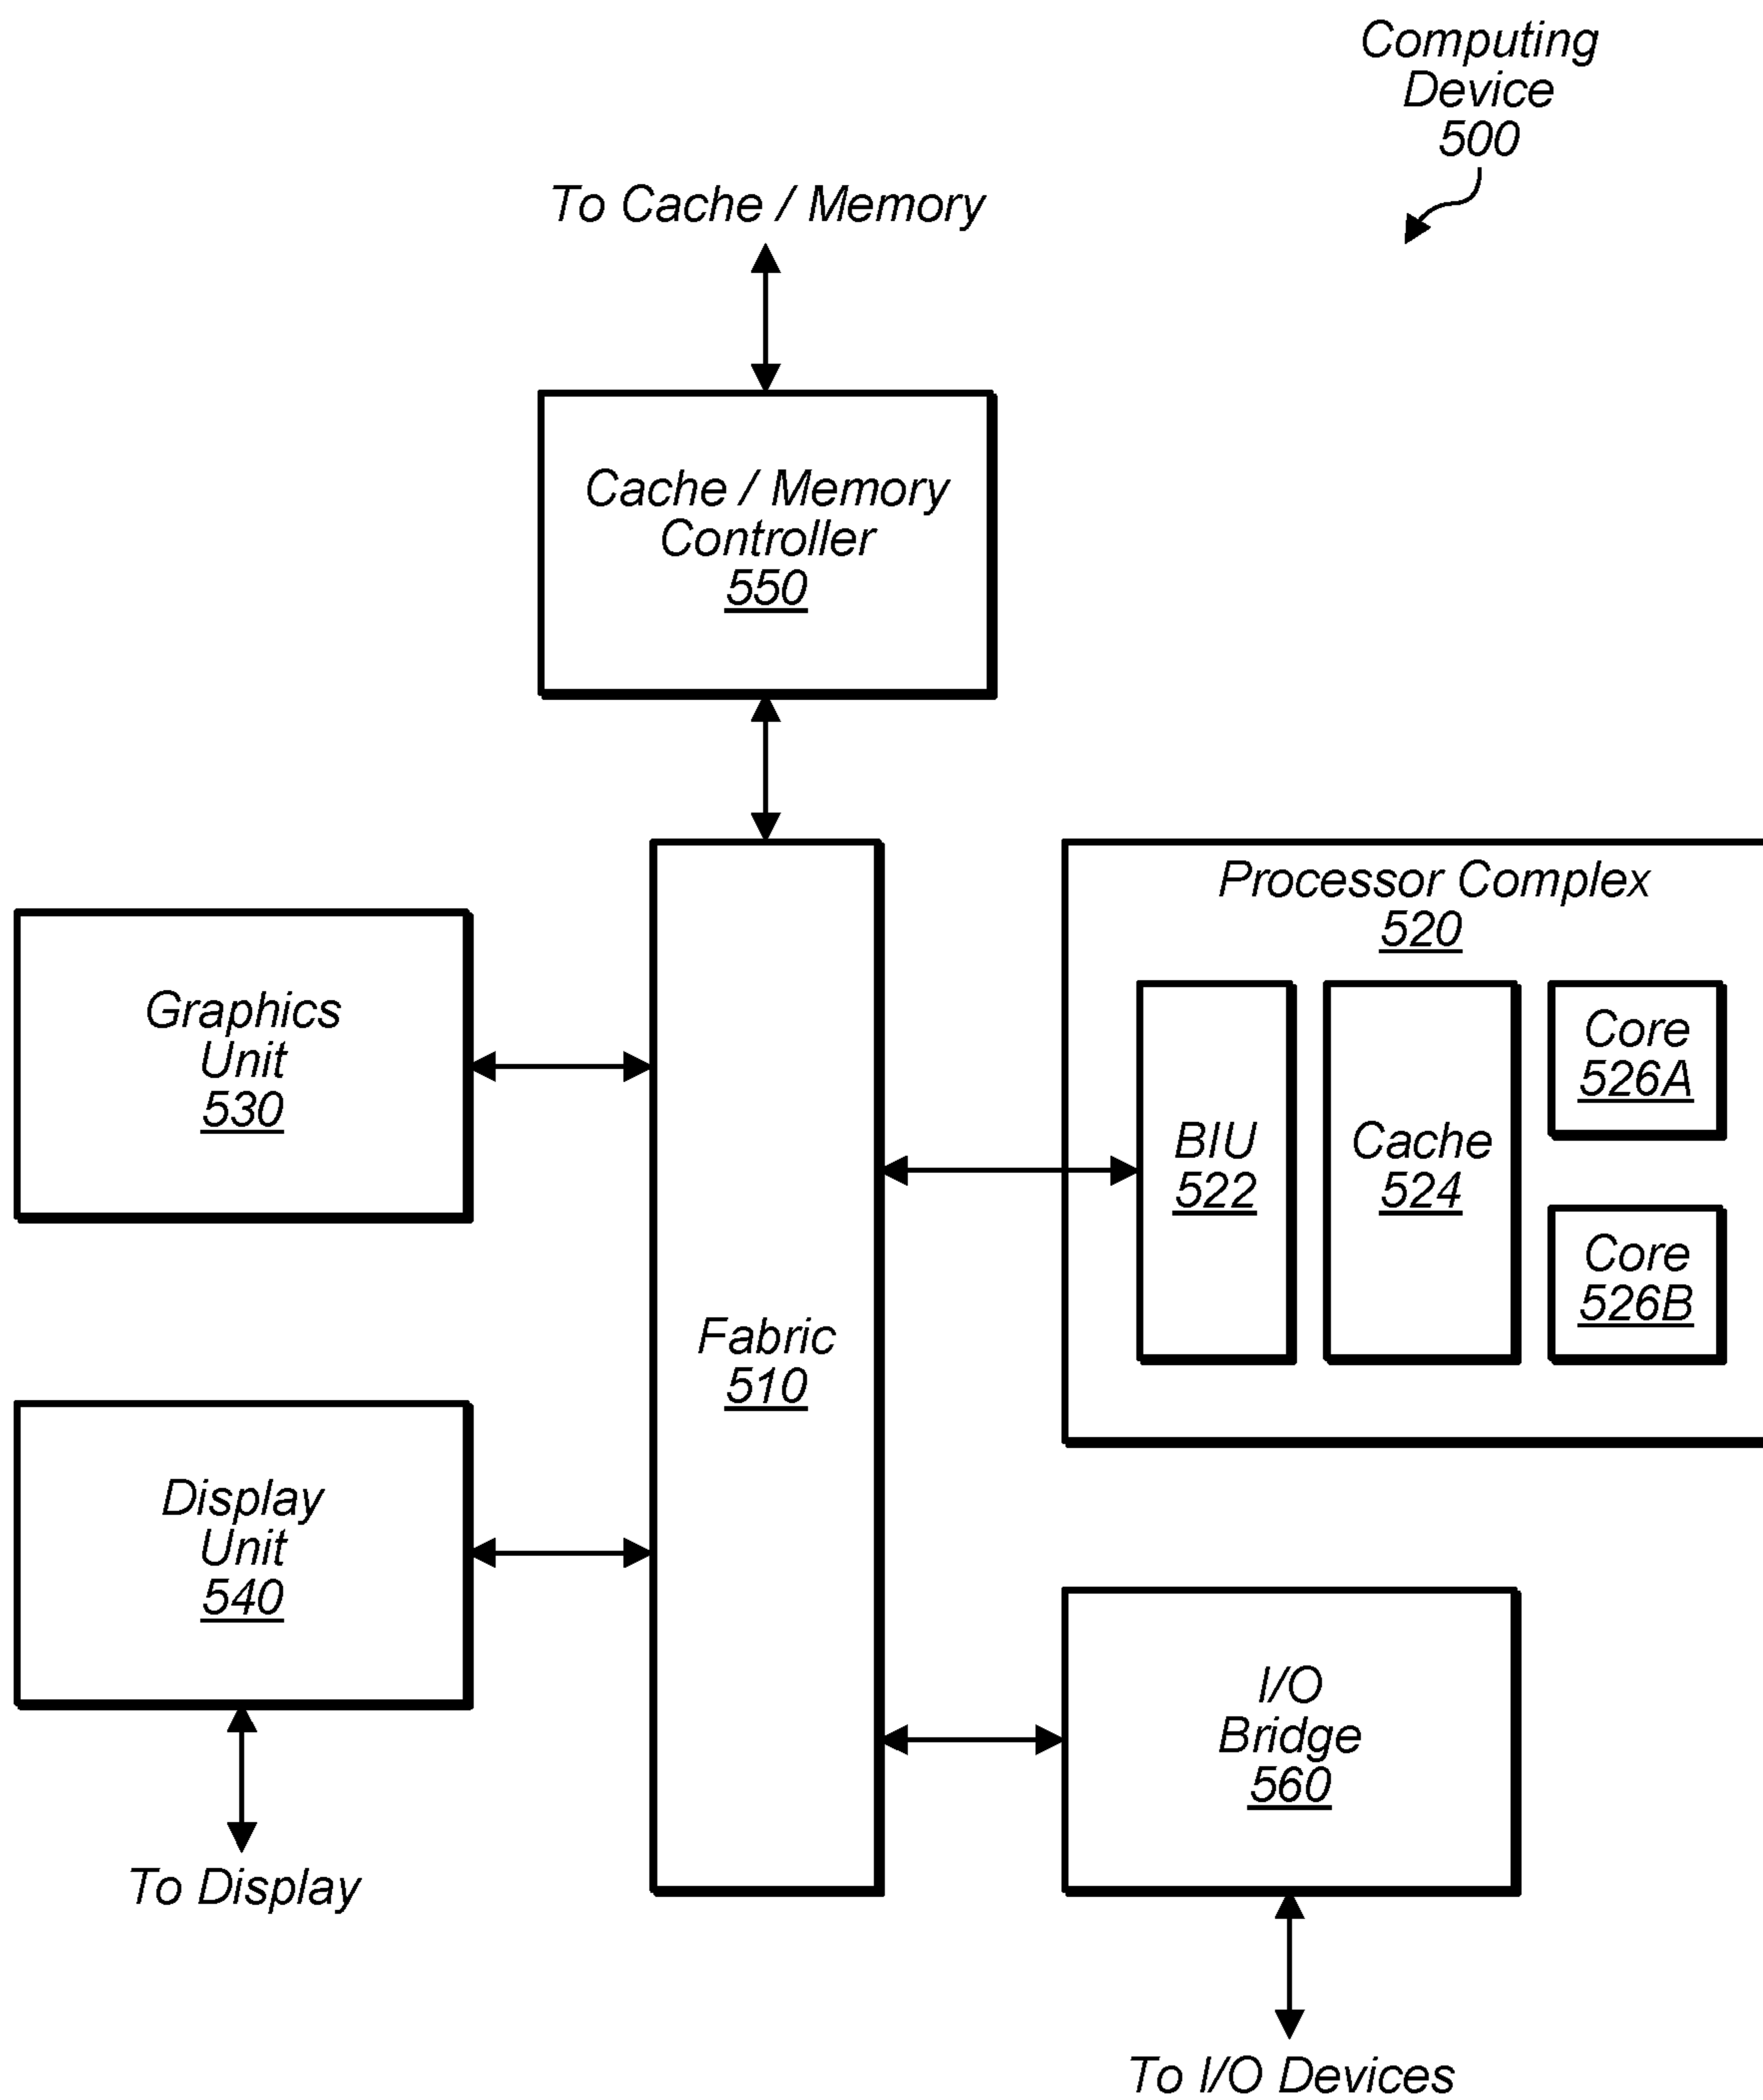 Computing
Device
500
To Cache / Memory
Cache / Memory
Controller
550
Processor Complex
520
Graphics
Unit
530
BIU
522
Cache
524
Core
526A
Core
526B
Fabric
510
Display
Unit
540
I/O
Bridge
560
To Display
To I/O Devices